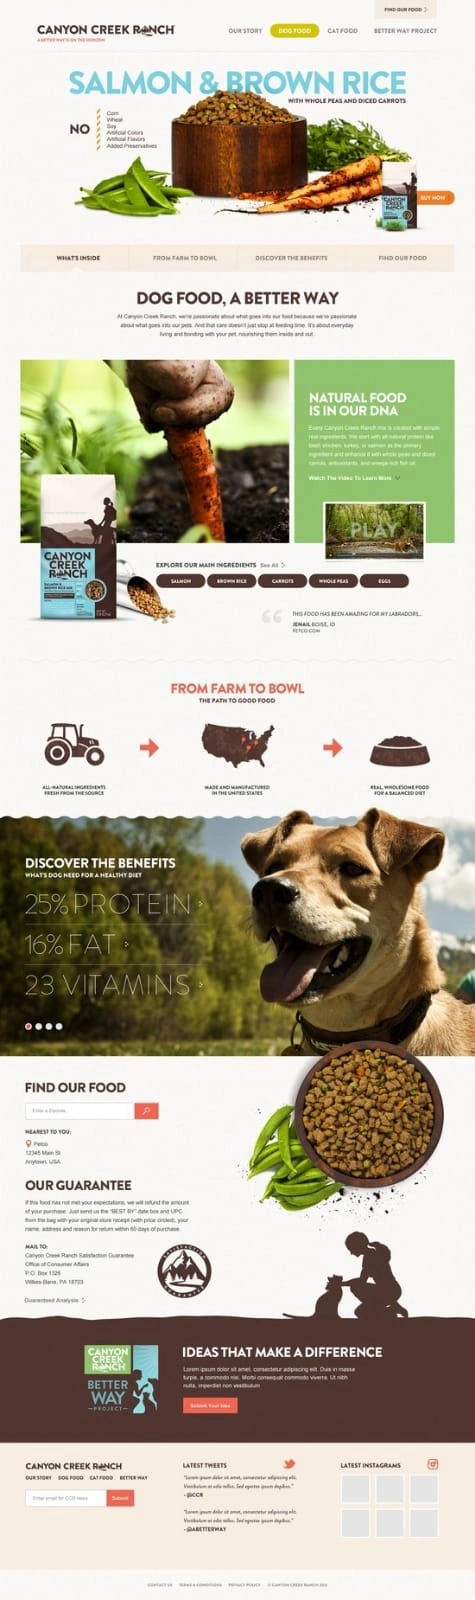 FIND OUR FOOD
CANYON CREEK RANCH
A BETTER WAY IS ON THE HORIZON
OUR STORY DOG FOOD CAT FOOD BETTER WAY PROJECT
SALMON & BROWN RICE
WITH WHOLE PEAS AND DICED CARROTS
NO
Corn
Wheat
Soy
Artificial Colors
Artificial Flavors
Added Preservatives
CANYON CREEK RANCH
BUY NOW
WHAT'S INSIDE FROM FARM TO BOWL DISCOVER THE BENEFITS FIND OUR FOOD
DOG FOOD, A BETTER WAY
At Canyon Creek Ranch, we're passionate about what goes into our food because we're passionate
about what goes into our pets. And that care doesn't just stop at feeding time. It's about everyday
living and bonding with your pet, nourishing them inside and out.
NATURAL FOOD
IS IN OUR DNA
Every Canyon Creek Ranch mix is created with simple
real ingredients. We start with all-natural protein like
beef, chicken, turkey, or salmon as the primary
ingredient and enhance it with whole peas and diced
carrots, antioxidants, and omega-rich fish oil.
Watch The Video To Learn More
PLAY
CANYON
CREEK
RANCH
SALMON &
BROWN RICE MIX
EXPLORE OUR MAIN INGREDIENTS See All
SALMON BROWN RICE CARROTS WHOLE PEAS EGGS
THIS FOOD HAS BEEN AMAZING FOR MY LABRADORS...
JENAIL BOISE, ID
PETCO.COM
FROM FARM TO BOWL
THE PATH TO GOOD FOOD
ALL-NATURAL INGREDIENTS
FRESH FROM THE SOURCE
MADE AND MANUFACTURED
IN THE UNITED STATES
REAL, WHOLESOME FOOD
FOR A BALANCED DIET
DISCOVER THE BENEFITS
WHAT'S DOG NEED FOR A HEALTHY DIET
25% PROTEIN
16% FAT
23 VITAMINS
FIND OUR FOOD
Enter a Zipcode
NEAREST TO YOU:
Petco
12345 Main St
Anytown, USA
OUR GUARANTEE
If this food has not met your expectations, we will refund the amount
of your purchase. Just send us the "BEST BY" date box and UPC
from the bag with your original store receipt (with price circled), your
name, address and reason for return within 60 days of purchase.
MAIL TO:
Canyon Creek Ranch Satisfaction Guarantee
Office of Consumer Affairs
P.O. Box 1326
Wilkes-Barre, PA 18703
SATISFACTION
GUARANTEE
Guaranteed Analysis
CANYON
CREEK
RANCH
BETTER
WAY
PROJECT
IDEAS THAT MAKE A DIFFERENCE
Lorem ipsum dolor sit amet, consectetur adipiscing elit. Duis in massa
turpis, a commodo nisi. Morbi consequat commodo viverra. Ut nibh
nulla, imperdiet non vestibulum
Submit Your Idea
CANYON CREEK RANCH
OUR STORY DOG FOOD CAT FOOD BETTER WAY
Enter email for CCR news
Submit
LATEST TWEETS
"Lorem ipsum dolor sit amet, consectetur adipiscing elit.
Vestibulum at odio tellus. Sed egestas ipsum dapibus."
- @CCR
"Lorem ipsum dolor sit amet, consectetur adipiscing elit.
Vestibulum at odio tellus. Sed egestas ipsum dapibus."
- @ABETTERWAY
LATEST INSTAGRAMS
CONTACT US TERMS & CONDITIONS PRIVACY POLICY © CANYON CREEK RANCH